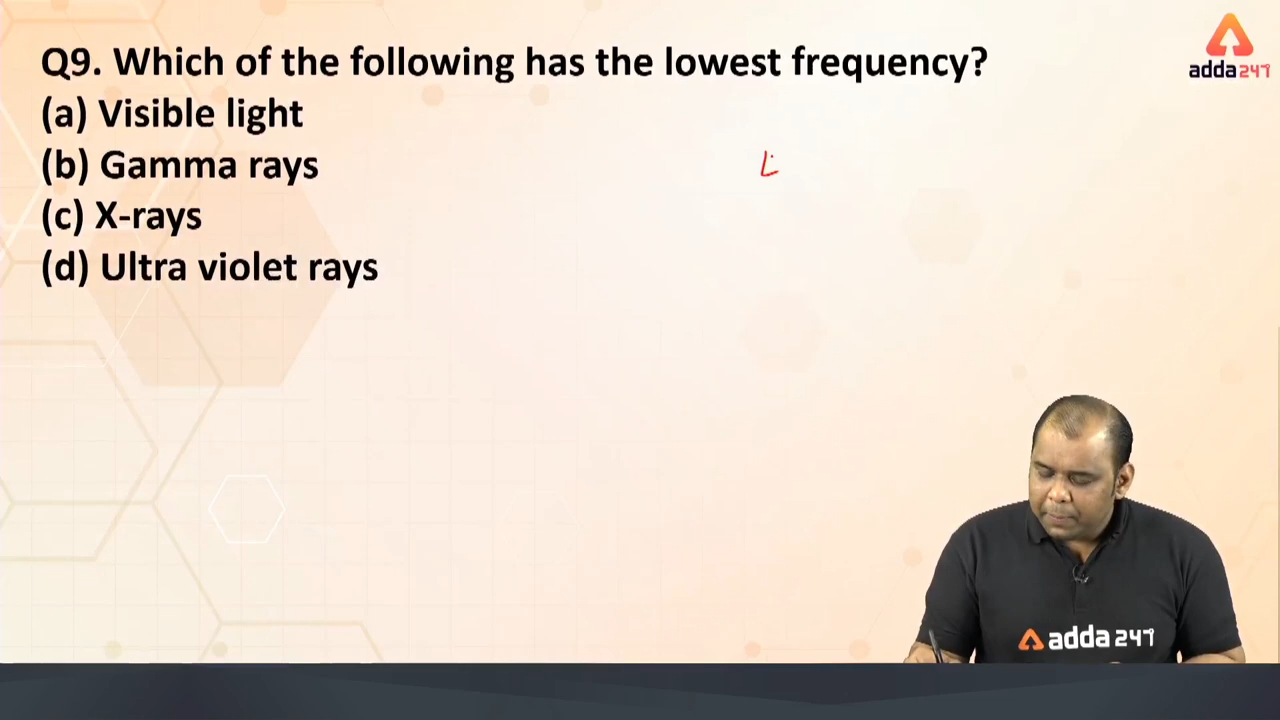 Q9. Which of the following has the lowest frequency?
(a) Visible light
(b) Gamma rays
(c) X-rays
(d) Ultra violet rays
adda247
adda247